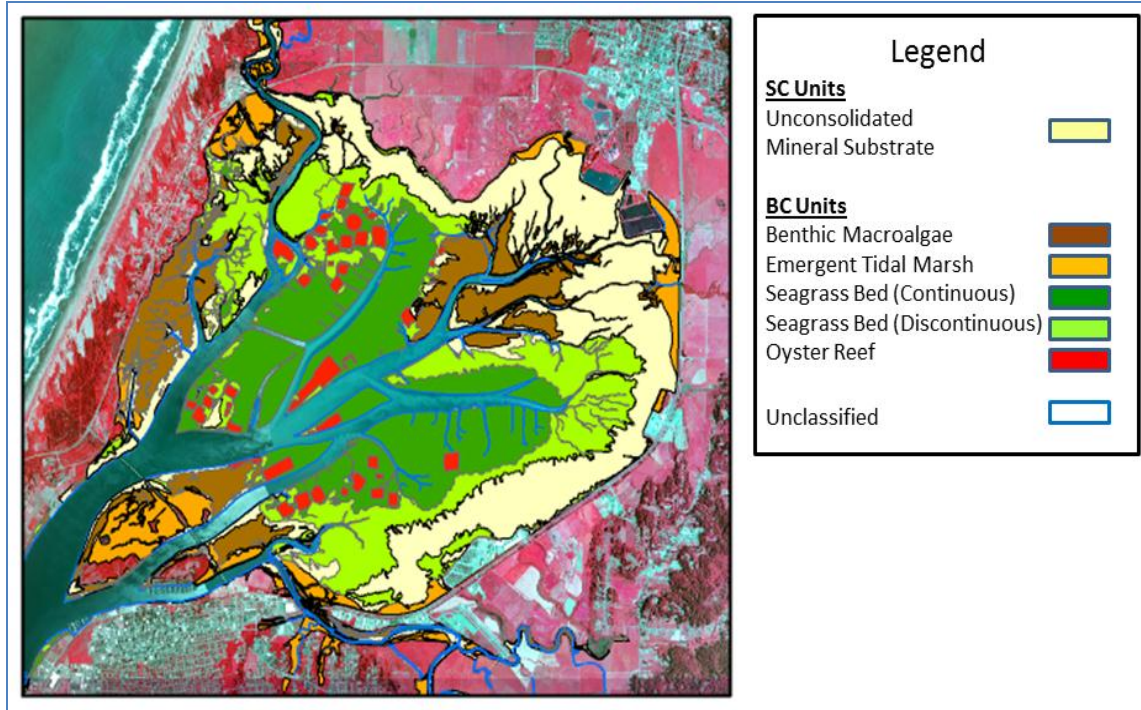 Legend
SC Units
Unconsolidated
Mineral Substrate
BC Units
Benthic Macroalgae
Emergent Tidal Marsh
Seagrass Bed (Continuous)
Seagrass Bed (Discontinuous)
Oyster Reef
Unclassified